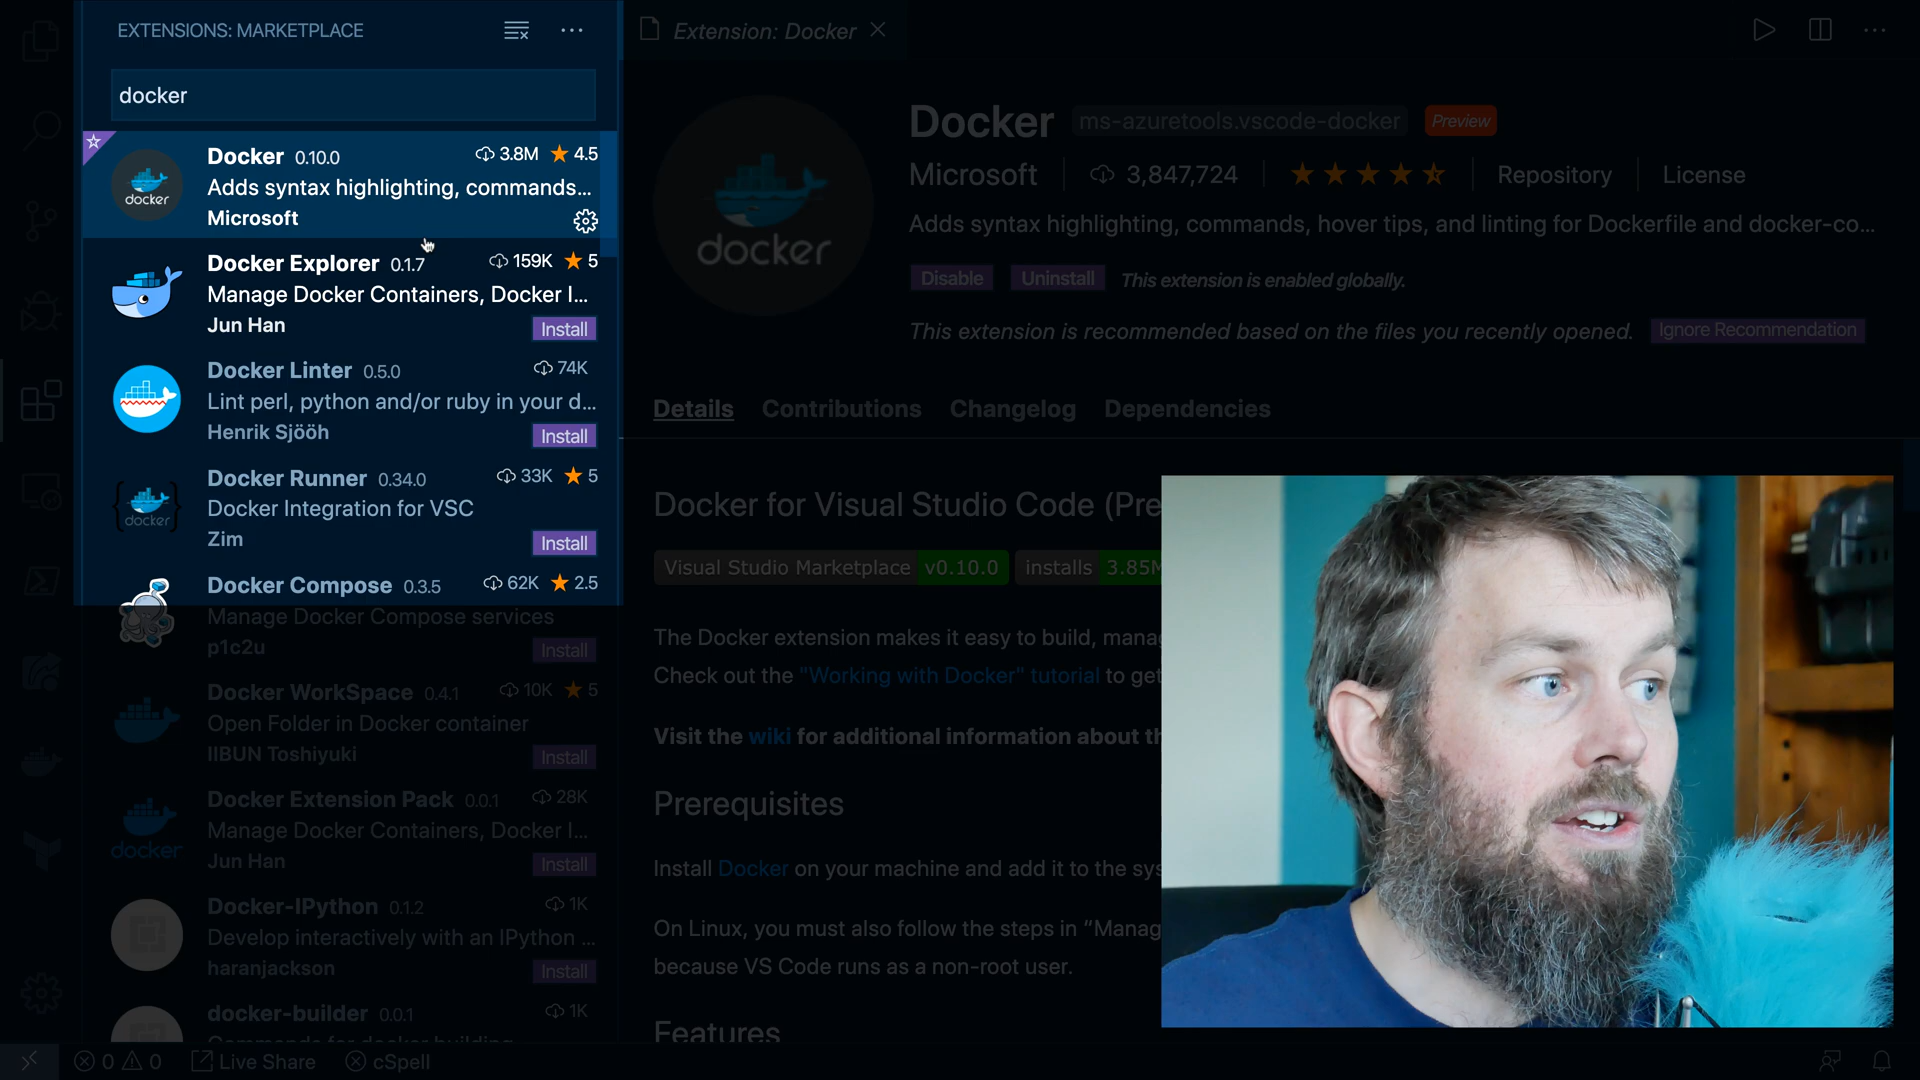 EXTENSIONS: MARKETPLACE
Extension: Docker
docker
Docker 0.10.0 3.8M 4.5
Adds syntax highlighting, commands...
Microsoft
docker
Docker Explorer 0.1.7 159K 5
Manage Docker Containers, Docker I...
Jun Han
Install
Docker Linter 0.5.0 74K
Lint perl, python and/or ruby in your d...
Henrik Sjööh
Install
Docker Runner 0.34.0 33K 5
Docker Integration for VSC
Zim
Install
docker
Docker Compose 0.3.5 62K 2.5
Manage Docker Compose services
p1c2u
Install
Docker WorkSpace 0.4.1 10K 5
Open Folder in Docker container
IIBUN Toshiyuki
Install
Docker Extension Pack 0.0.1 28K
Manage Docker Containers, Docker I...
Jun Han
Install
docker
Docker-IPython 0.1.2 1K
Develop interactively with an IPython ...
haranjackson
Install
docker-builder 0.0.1 1K
docker
Docker ms-azuretools.vscode-docker Preview
Microsoft 3,847,724 Repository License
Adds syntax highlighting, commands, hover tips, and linting for Dockerfile and docker-co...
Disable Uninstall This extension is enabled globally.
This extension is recommended based on the files you recently opened. Ignore Recommendation
Details Contributions Changelog Dependencies
Docker for Visual Studio Code (Pre
Visual Studio Marketplace v0.10.0 installs 3.85M
The Docker extension makes it easy to build, manag
Check out the "Working with Docker" tutorial to get
Visit the wiki for additional information about th
Prerequisites
Install Docker on your machine and add it to the sys
On Linux, you must also follow the steps in “Manag
because VS Code runs as a non-root user.
Features
0 0 Live Share cSpell